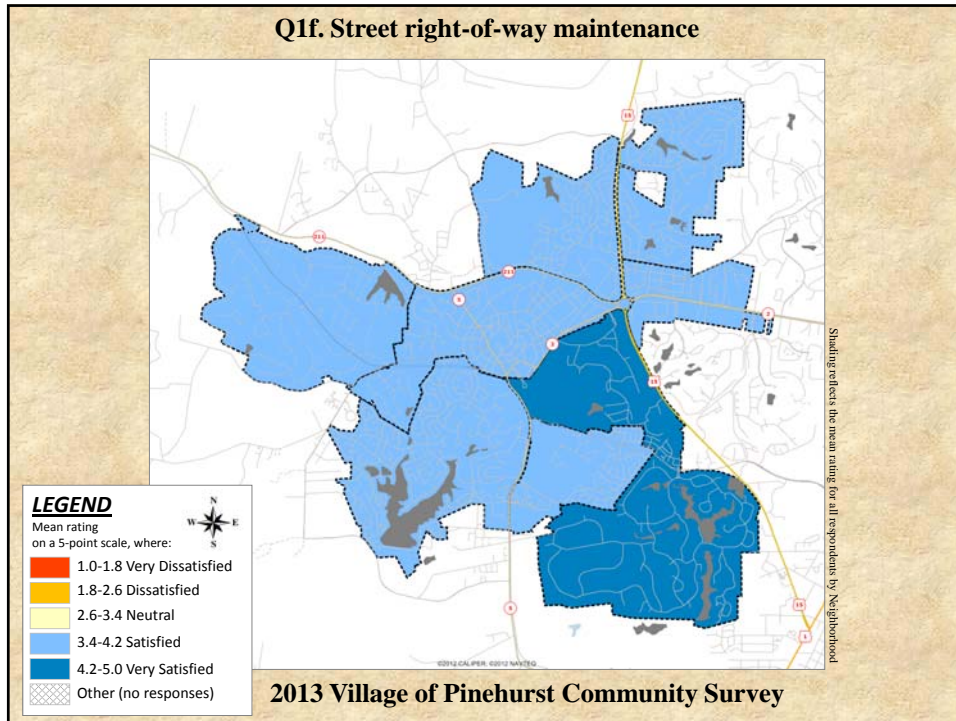 Q1f. Street right-of-way maintenance
15
211
211
5
5
2
15
5
15
1
Shading reflects the mean rating for all respondents by Neighborhood
LEGEND
Mean rating
on a 5-point scale, where:
N
W E
S
1.0-1.8 Very Dissatisfied
1.8-2.6 Dissatisfied
2.6-3.4 Neutral
3.4-4.2 Satisfied
4.2-5.0 Very Satisfied
Other (no responses)
©2012 CALIPER; ©2012 NAVTEQ
2013 Village of Pinehurst Community Survey